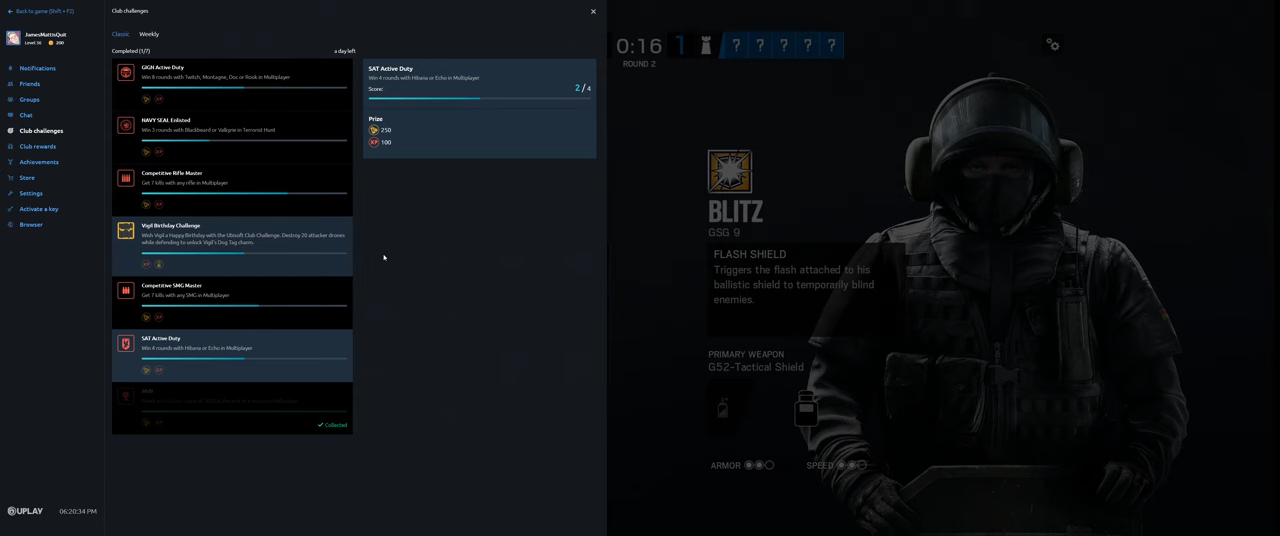 Back to game (Shift + F2)
JamesMattisQuit
Level 36 200
Notifications
Friends
Groups
Chat
Club challenges
Club rewards
Achievements
Store
Settings
Activate a key
Browser
UPLAY 06:20:34 PM
Club challenges
Classic Weekly
Completed (1/7) a day left
GIGN Active Duty
Win 8 rounds with Twitch, Montagne, Doc or Rook in Multiplayer
NAVY SEAL Enlisted
Win 3 rounds with Blackbeard or Valkyrie in Terrorist Hunt
Competitive Rifle Master
Get 7 kills with any rifle in Multiplayer
Vigil Birthday Challenge
Wish Vigil a Happy Birthday with the Ubisoft Club Challenge. Destroy 20 attacker drones
while defending to unlock Vigil's Dog Tag charm.
Competitive SMG Master
Get 7 kills with any SMG in Multiplayer
SAT Active Duty
Win 4 rounds with Hibana or Echo in Multiplayer
Collected
SAT Active Duty
Win 4 rounds with Hibana or Echo in Multiplayer
Score: 2 / 4
Prize
250
XP 100
0:16 1 ? ? ? ? ?
ROUND 2
BLITZ
GSG 9
FLASH SHIELD
Triggers the flash attached to his
ballistic shield to temporarily blind
enemies.
PRIMARY WEAPON
G52-Tactical Shield
ARMOR SPEED